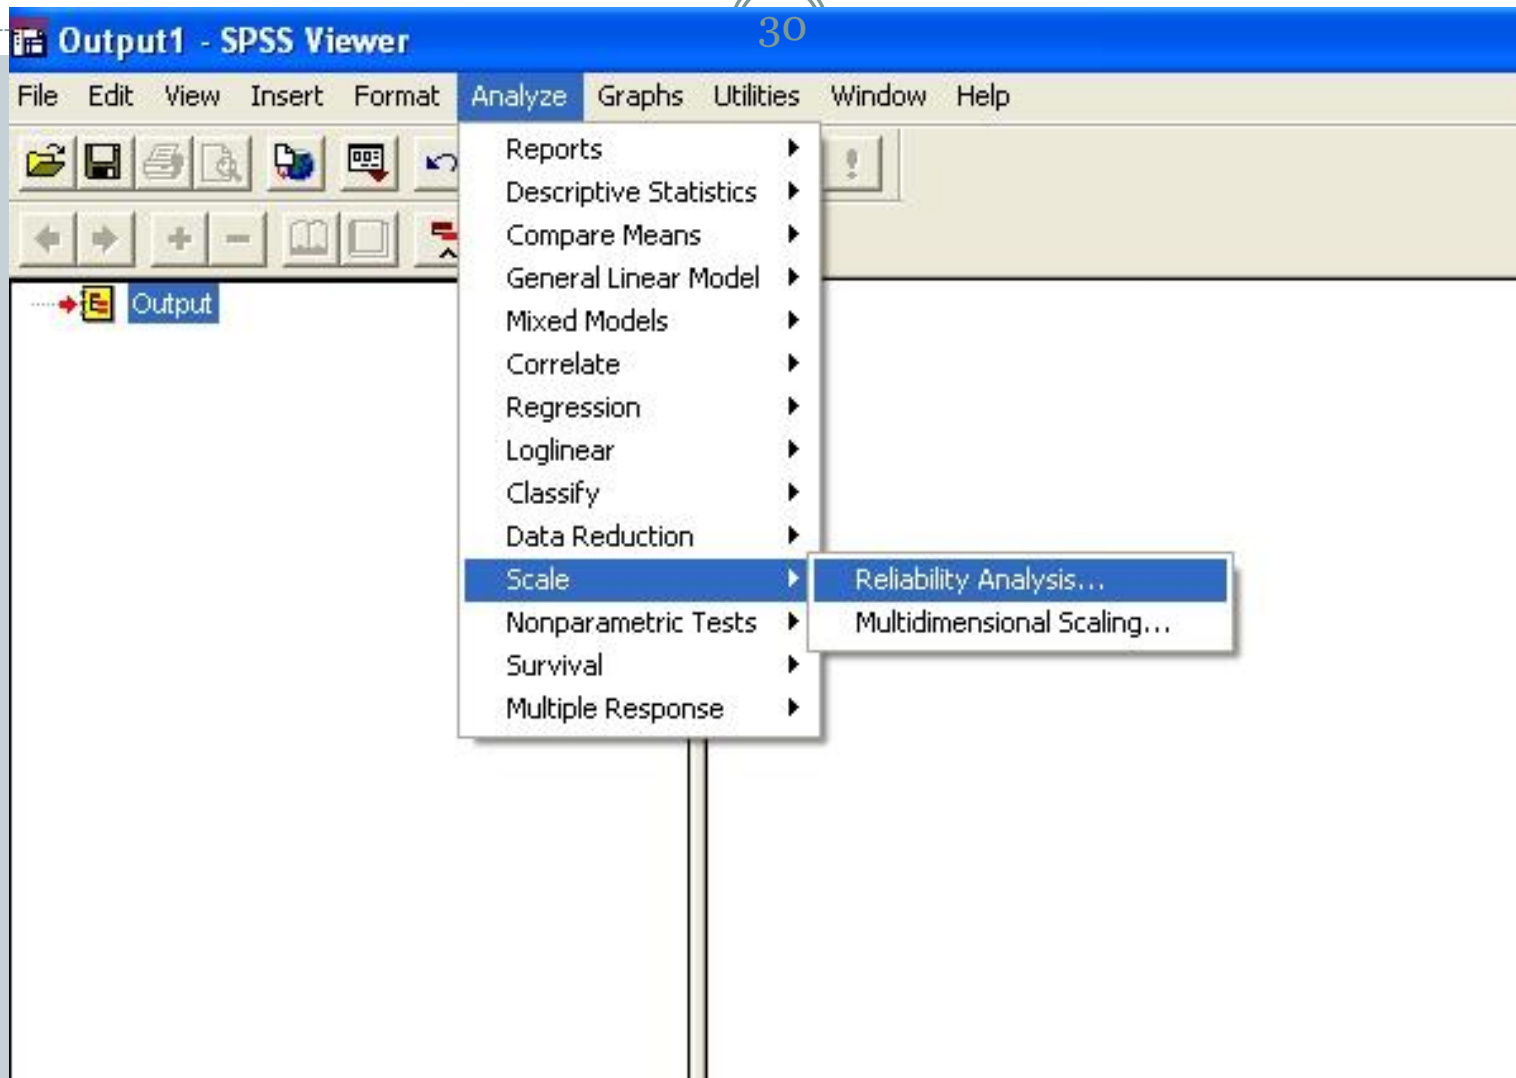 30
Output1 - SPSS Viewer
File Edit View Insert Format Analyze Graphs Utilities Window Help
Reports
Descriptive Statistics
Compare Means
General Linear Model
Output
Mixed Models
Correlate
Regression
Loglinear
Classify
Data Reduction
Scale
Reliability Analysis...
Nonparametric Tests
Multidimensional Scaling...
Survival
Multiple Response